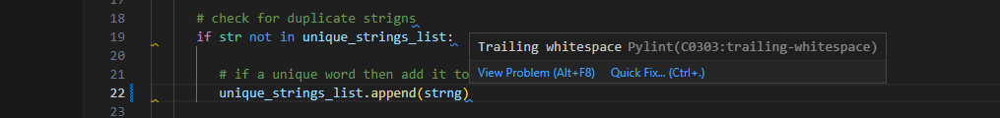 17
18 # check for duplicate strigns
19 if str not in unique_strings_list:
Trailing whitespace Pylint(C0303:trailing-whitespace)
20
View Problem (Alt+F8) Quick Fix... (Ctrl+.)
21 # if a unique word then add it to
22 unique_strings_list.append(strng)
23